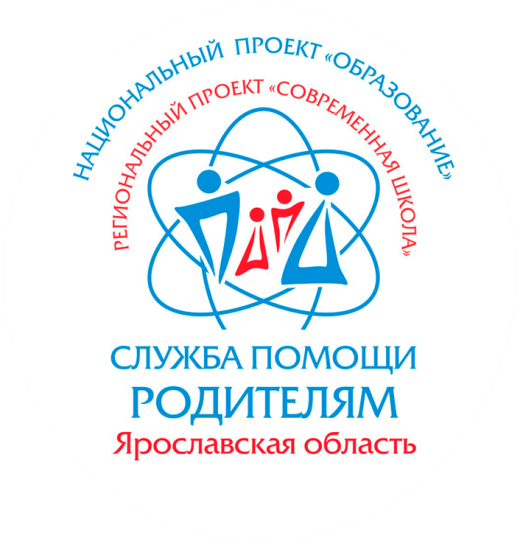 НАЦИОНАЛЬНЫЙ ПРОЕКТ «ОБРАЗОВАНИЕ»
РЕГИОНАЛЬНЫЙ ПРОЕКТ «СОВРЕМЕННАЯ ШКОЛА»
СЛУЖБА ПОМОЩИ
РОДИТЕЛЯМ
Ярославская область